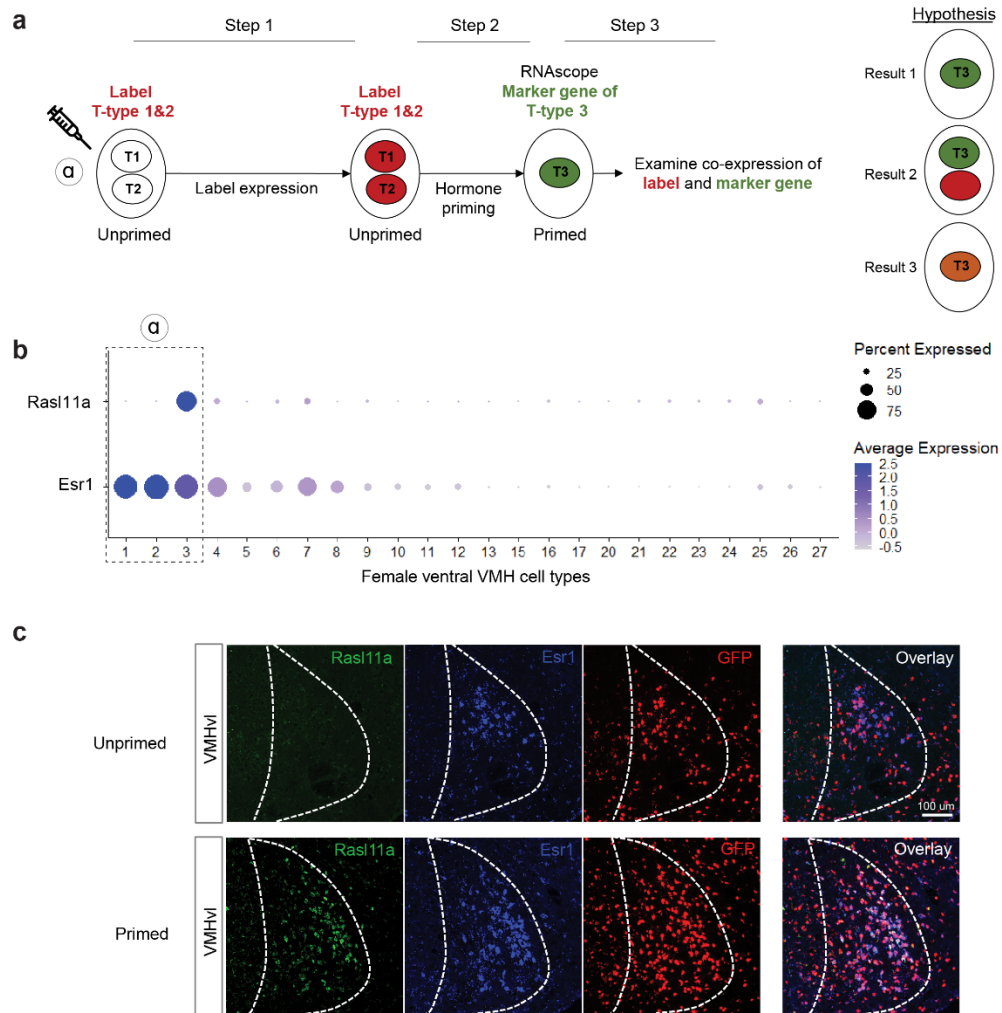 a
Step 1
Step 2
Step 3
Hypothesis
Label
T-type 1&2
Label
T-type 1&2
RNAscope
Marker gene of
T-type 3
ɑ
T1
T2
T1
T2
T3
Label expression
Hormone
priming
Examine co-expression of
label and marker gene
Unprimed
Unprimed
Primed
Result 1
T3
Result 2
T3
Result 3
T3
b
ɑ
Rasl11a
Esr1
1 2 3 4 5 6 7 8 9 10 11 12 13 15 16 17 20 21 22 23 24 25 26 27
Female ventral VMH cell types
Percent Expressed
25
50
75
Average Expression
2.5
2.0
1.5
1.0
0.5
0.0
-0.5
c
Unprimed
VMHvl
Rasl11a
Esr1
GFP
Overlay
100 um
Primed
VMHvl
Rasl11a
Esr1
GFP
Overlay